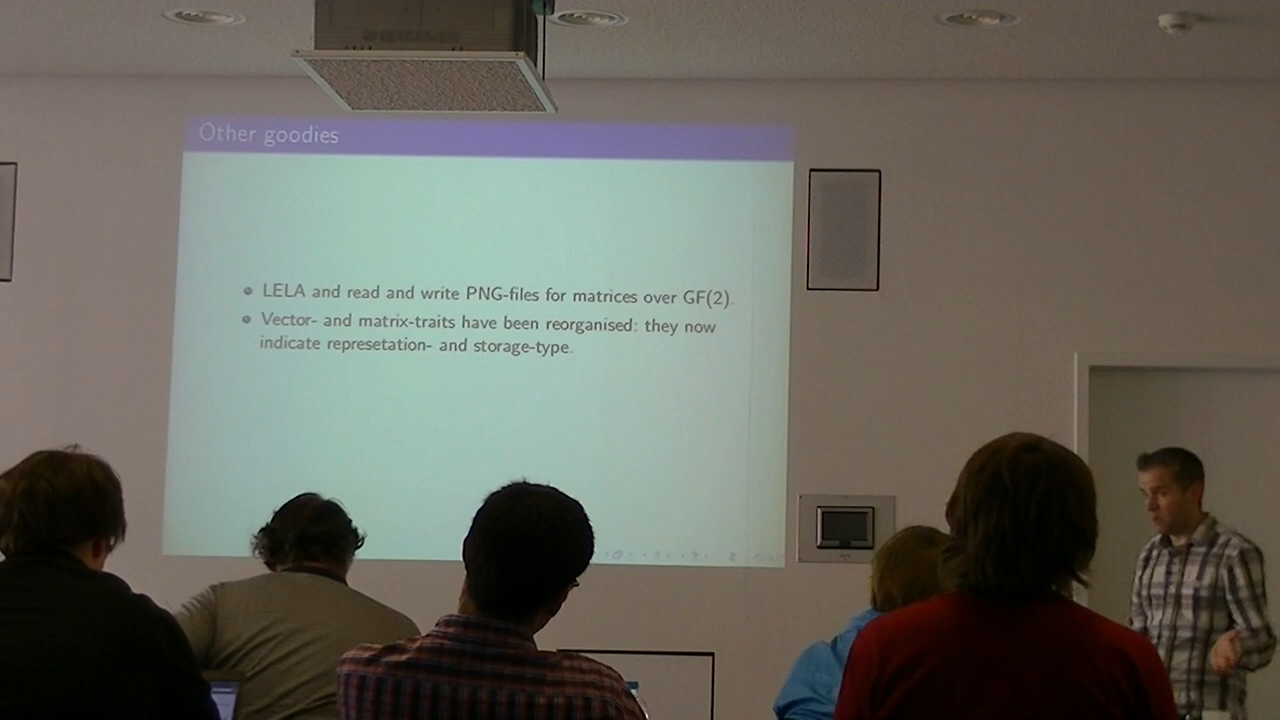 Other goodies
LELA and read and write PNG-files for matrices over GF(2).
Vector- and matrix-traits have been reorganised: they now
indicate represetation- and storage-type.